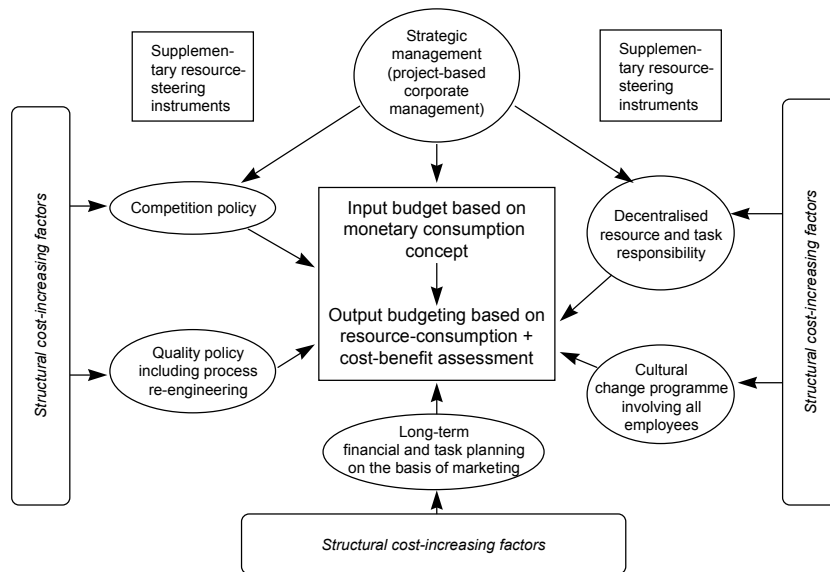 Strategic
management
(project-based
corporate
management)
Supplemen-
tary resource-
steering
instruments
Supplemen-
tary resource-
steering
instruments
Structural cost-increasing factors
Competition policy
Input budget based on
monetary consumption
concept
Output budgeting based on
resource-consumption +
cost-benefit assessment
Decentralised
resource and task
responsibility
Structural cost-increasing factors
Quality policy
including process
re-engineering
Cultural
change programme
involving all
employees
Long-term
financial and task planning
on the basis of marketing
Structural cost-increasing factors